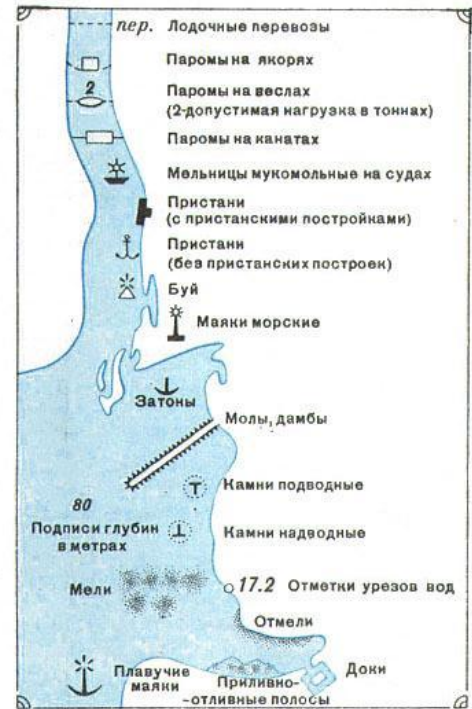 пер. Лодочные перевозы
Паромы на якорях
2 Паромы на веслах
(2-допустимая нагрузка в тоннах)
Паромы на канатах
Мельницы мукомольные на судах
Пристани
(с пристанскими постройками)
Пристани
(без пристанских построек)
Буй
Маяки морские
Затоны
Молы, дамбы
80
Камни подводные
Подписи глубин
в метрах
Камни надводные
Мели
17.2 Отметки урезов вод
Отмели
Плавучие
маяки
Приливно-
-отливные полосы
Доки